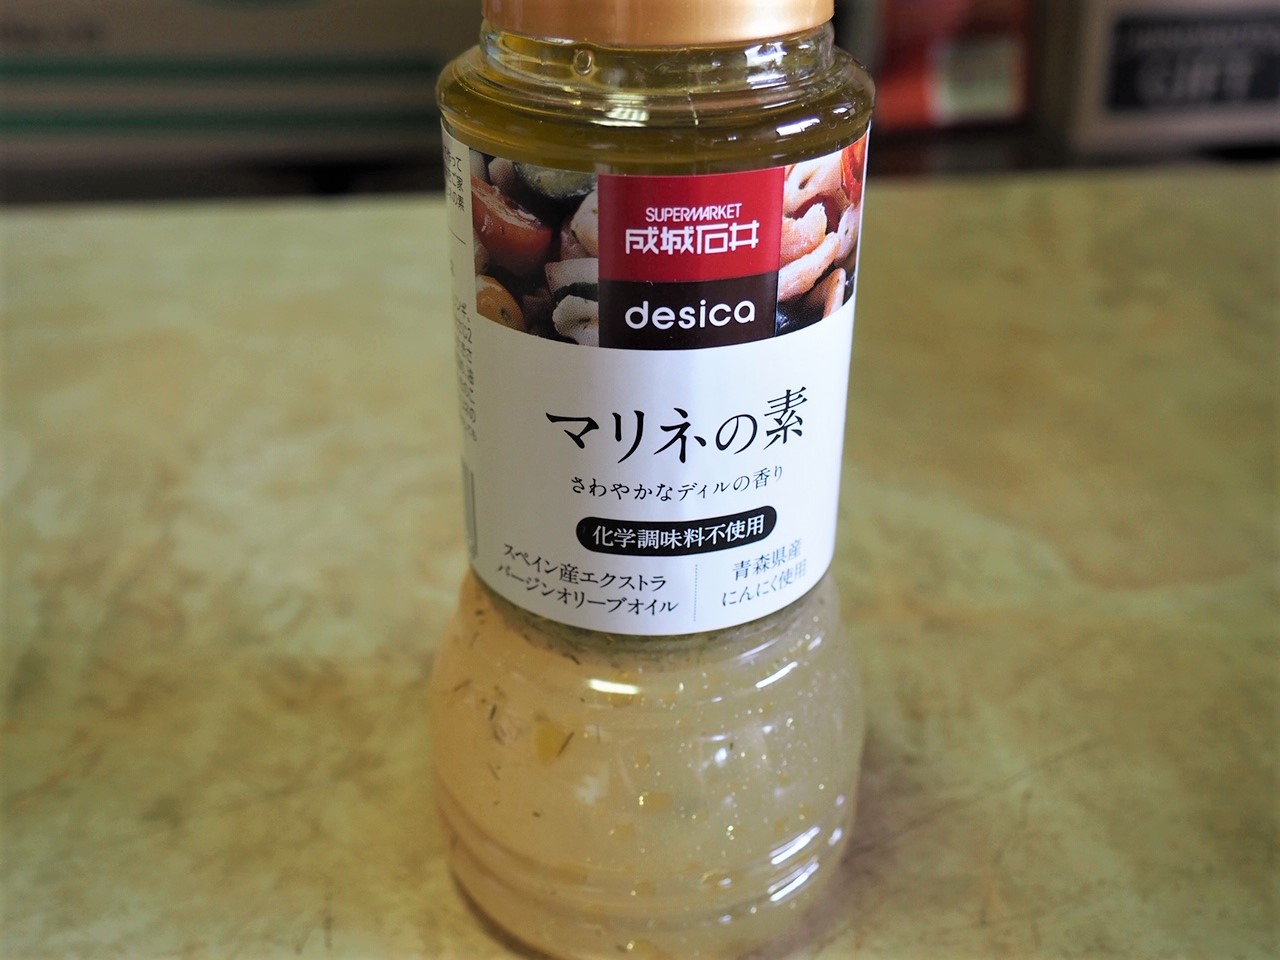 SUPERMARKET
成城石井
desica
マリネの素
さわやかなディルの香り
化学調味料不使用
スペイン産エクストラ
バージンオリーブオイル
青森県産
にんにく使用
GIFT